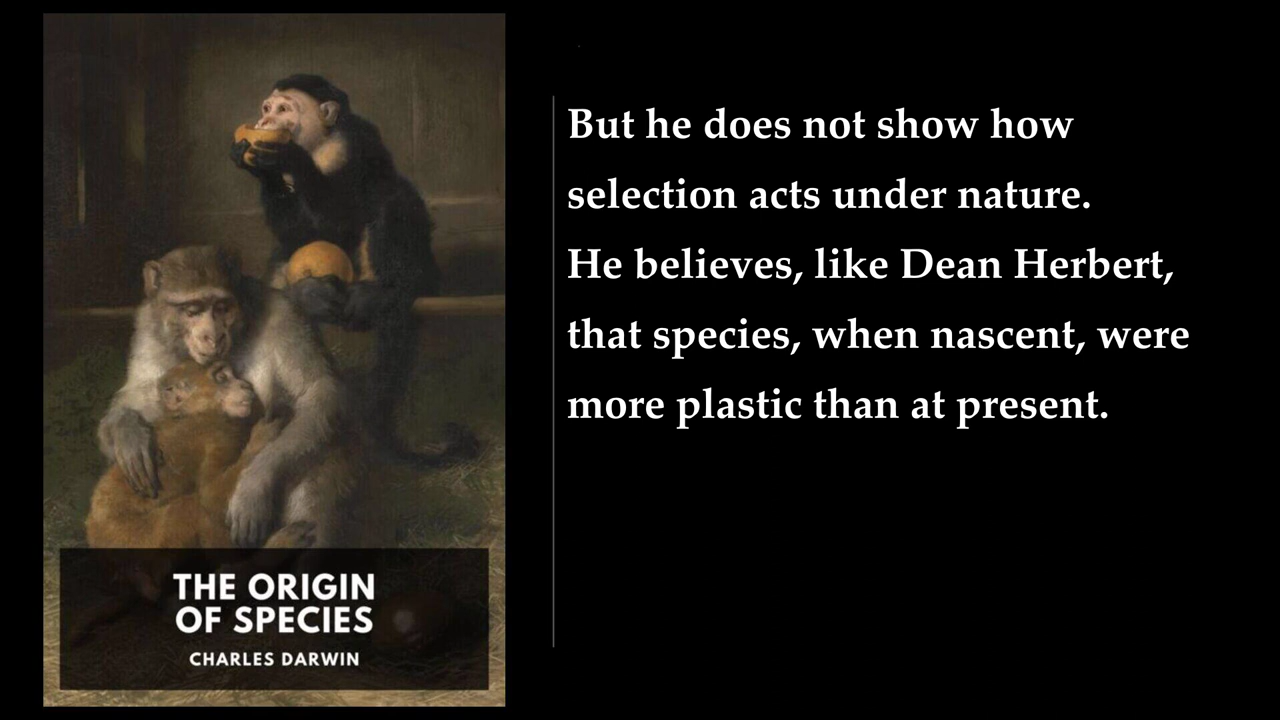 But he does not show how
selection acts under nature.
He believes, like Dean Herbert,
that species, when nascent, were
more plastic than at present.
THE ORIGIN
OF SPECIES
CHARLES DARWIN